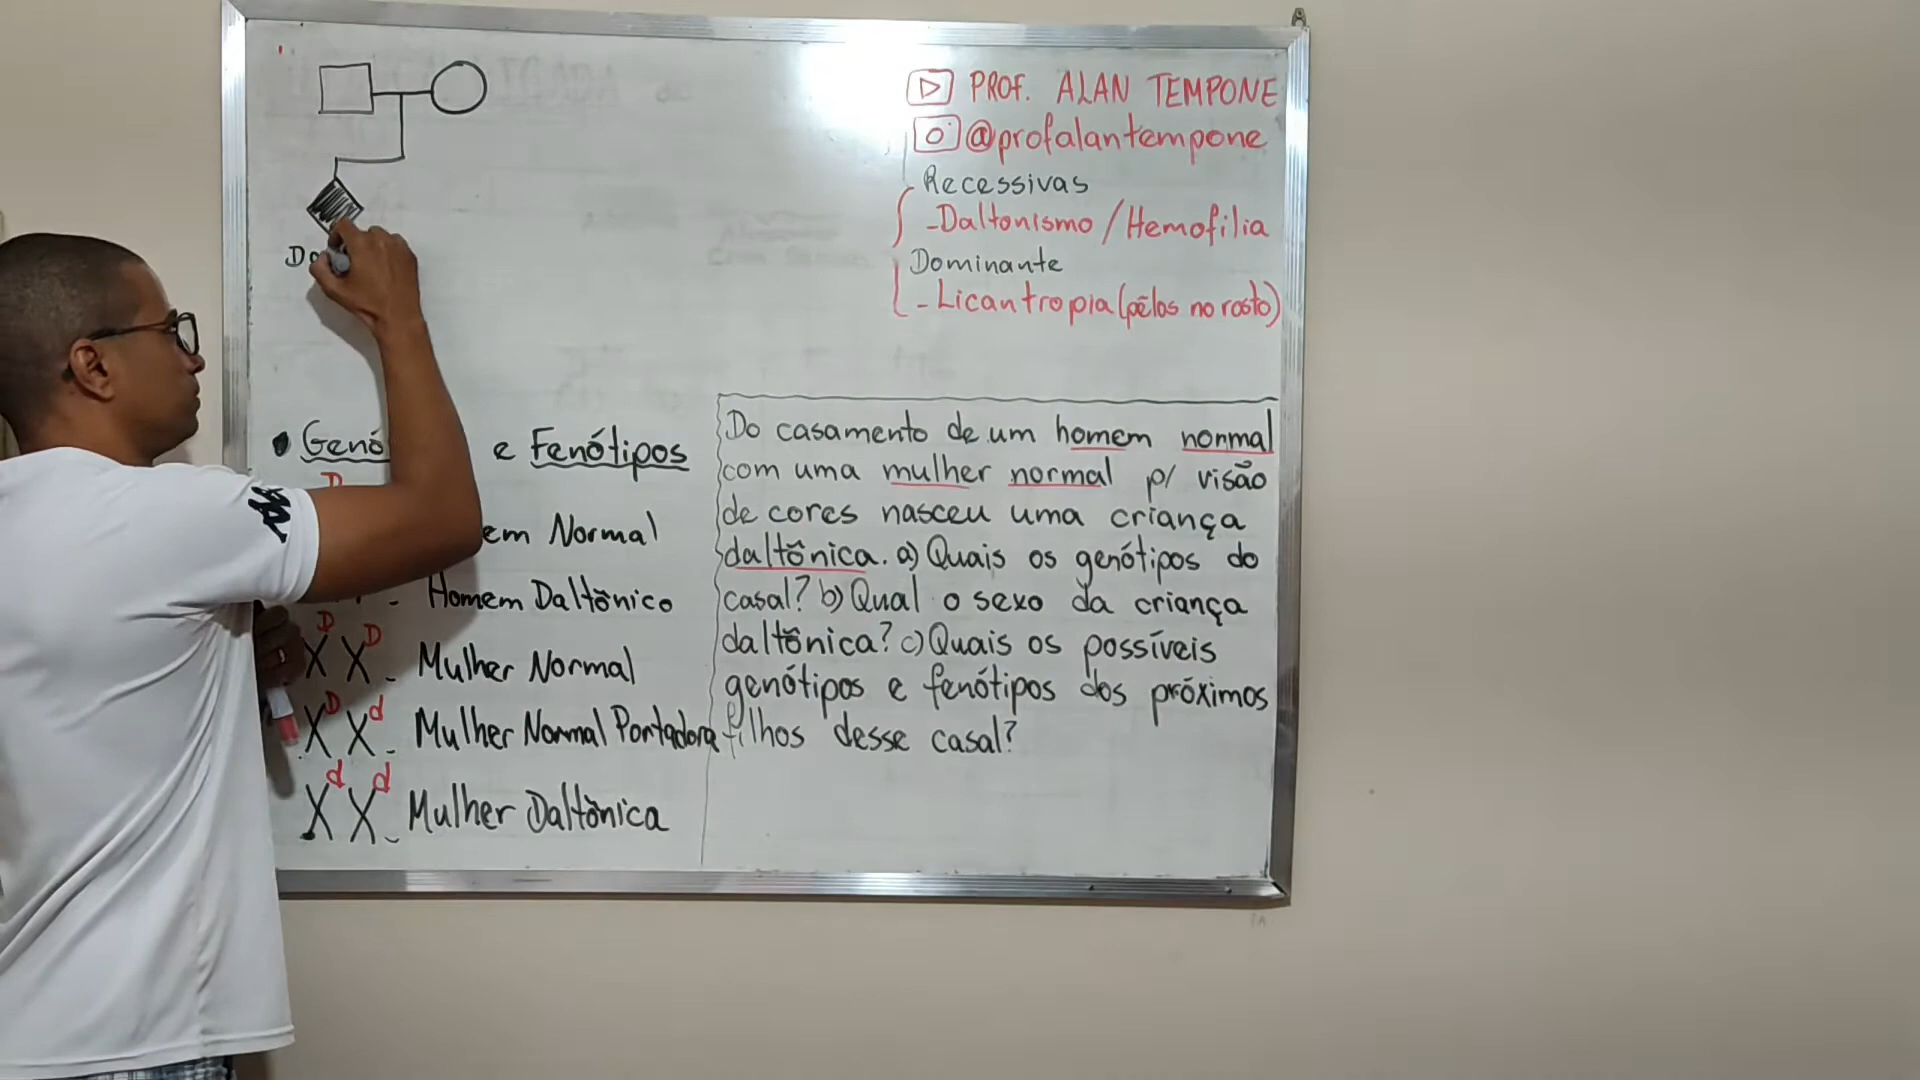 PROF. ALAN TEMPONE
@profalantempone
Recessivas
-Daltonismo/Hemofilia
Dominante
-Licantropia(pêlos no rosto)
Da
• Genó e Fenótipos
D
em Normal
- Homem Daltônico
X^D X^D - Mulher Normal
X^D X^d - Mulher Normal Portadora
X^d X^d - Mulher Daltônica
Do casamento de um homem normal
com uma mulher normal p/ visão
de cores nasceu uma criança
daltônica. a) Quais os genótipos do
casal? b) Qual o sexo da criança
daltônica? c) Quais os possíveis
genótipos e fenótipos dos próximos
filhos desse casal?